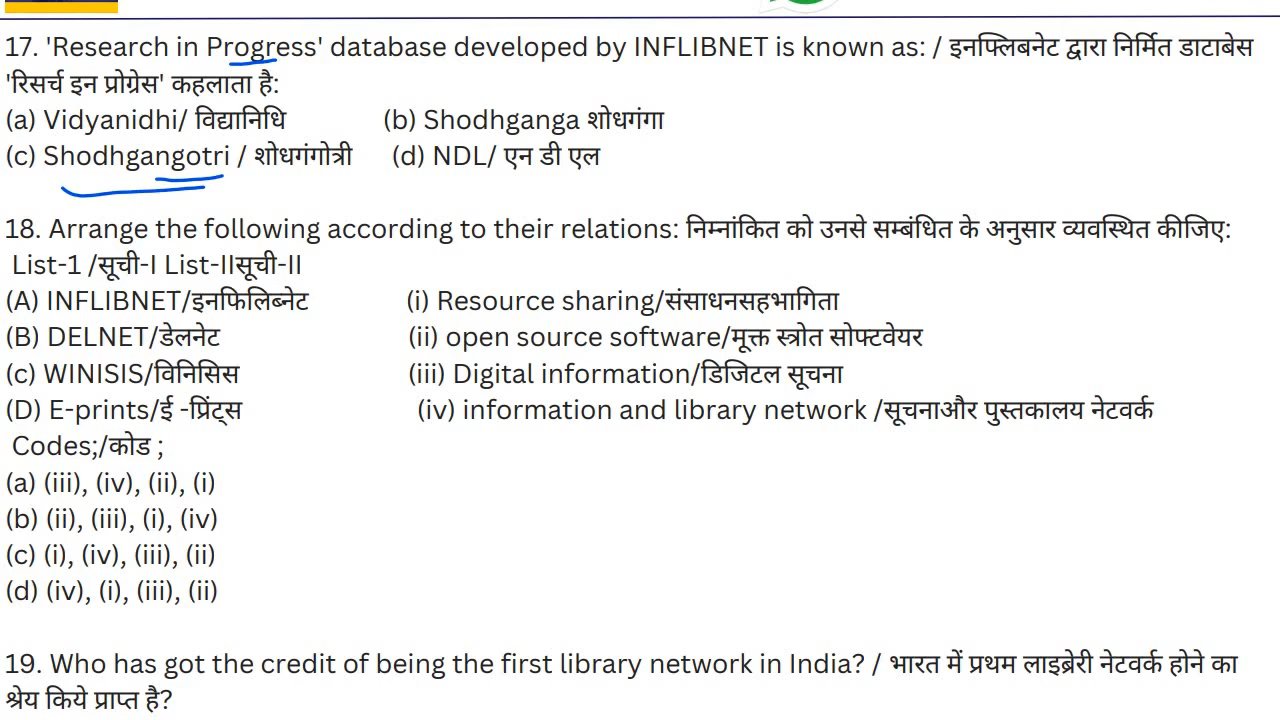 17. 'Research in Progress' database developed by INFLIBNET is known as: / इनफ्लिबनेट द्वारा निर्मित डाटाबेस
'रिसर्च इन प्रोग्रेस' कहलाता है:
(a) Vidyanidhi/ विद्यानिधि (b) Shodhganga शोधगंगा
(c) Shodhgangotri / शोधगंगोत्री (d) NDL/ एन डी एल
18. Arrange the following according to their relations: निम्नांकित को उनसे सम्बंधित के अनुसार व्यवस्थित कीजिए:
List-1 /सूची-I List-IIसूची-II
(A) INFLIBNET/इनफिलिब्नेट (i) Resource sharing/संसाधनसहभागिता
(B) DELNET/डेलनेट (ii) open source software/मूक्त स्त्रोत सोफ्टवेयर
(c) WINISIS/विनिसिस (iii) Digital information/डिजिटल सूचना
(D) E-prints/ई -प्रिंट्स (iv) information and library network /सूचनाऔर पुस्तकालय नेटवर्क
Codes;/कोड ;
(a) (iii), (iv), (ii), (i)
(b) (ii), (iii), (i), (iv)
(c) (i), (iv), (iii), (ii)
(d) (iv), (i), (iii), (ii)
19. Who has got the credit of being the first library network in India? / भारत में प्रथम लाइब्रेरी नेटवर्क होने का
श्रेय किये प्राप्त है?